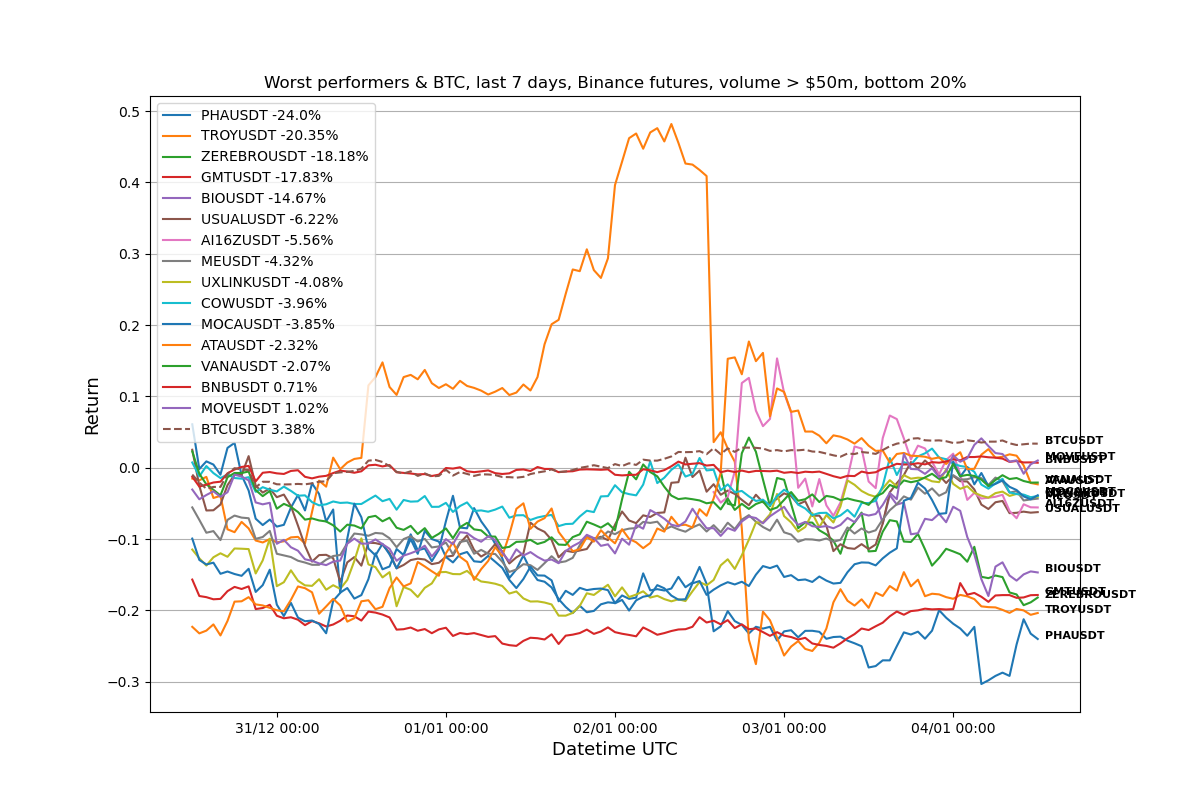 Worst performers & BTC, last 7 days, Binance futures, volume > $50m, bottom 20%
0.5
0.4
0.3
0.2
0.1
0.0
−0.1
−0.2
−0.3
Return
PHAUSDT -24.0%
TROYUSDT -20.35%
ZEREBROUSDT -18.18%
GMTUSDT -17.83%
BIOUSDT -14.67%
USUALUSDT -6.22%
AI16ZUSDT -5.56%
MEUSDT -4.32%
UXLINKUSDT -4.08%
COWUSDT -3.96%
MOCAUSDT -3.85%
ATAUSDT -2.32%
VANAUSDT -2.07%
BNBUSDT 0.71%
MOVEUSDT 1.02%
BTCUSDT 3.38%
BTCUSDT
MOVEUSDT
BNBUSDT
USUALUSDT
BIOUSDT
GMTUSDT
ZEREBROUSDT
TROYUSDT
PHAUSDT
31/12 00:00
01/01 00:00
02/01 00:00
03/01 00:00
04/01 00:00
Datetime UTC